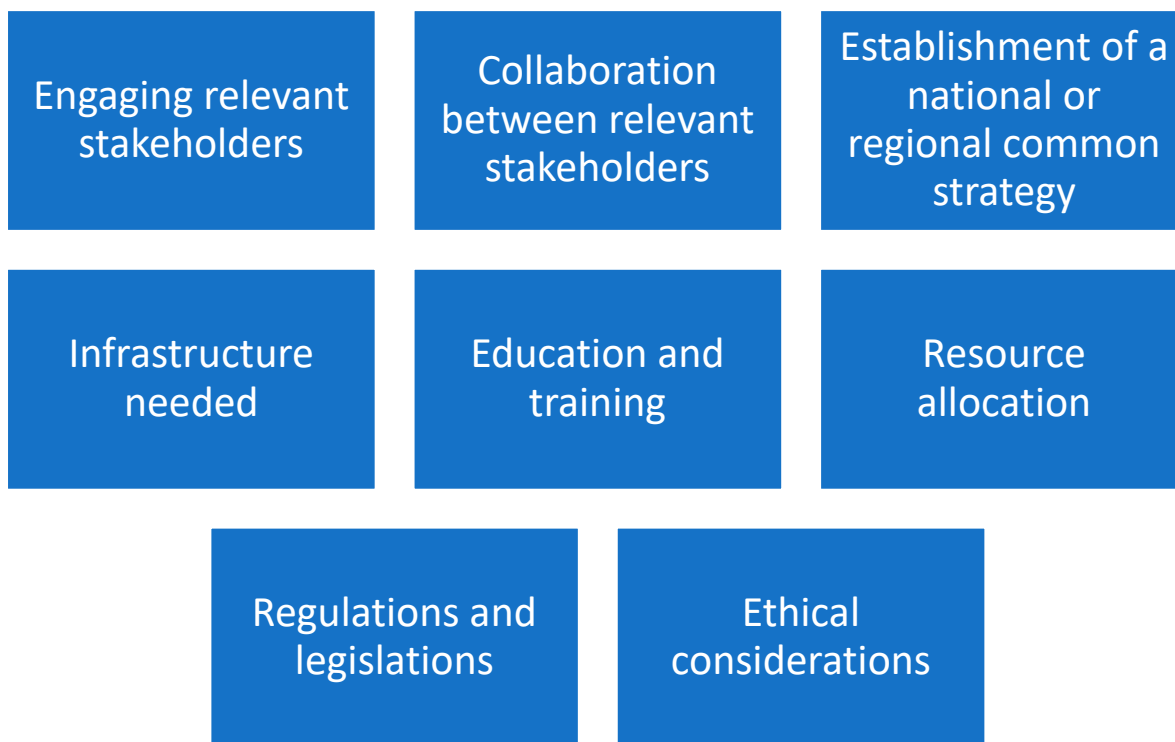 Engaging relevant
stakeholders
Collaboration
between relevant
stakeholders
Establishment of a
national or
regional common
strategy
Infrastructure
needed
Education and
training
Resource
allocation
Regulations and
legislations
Ethical
considerations